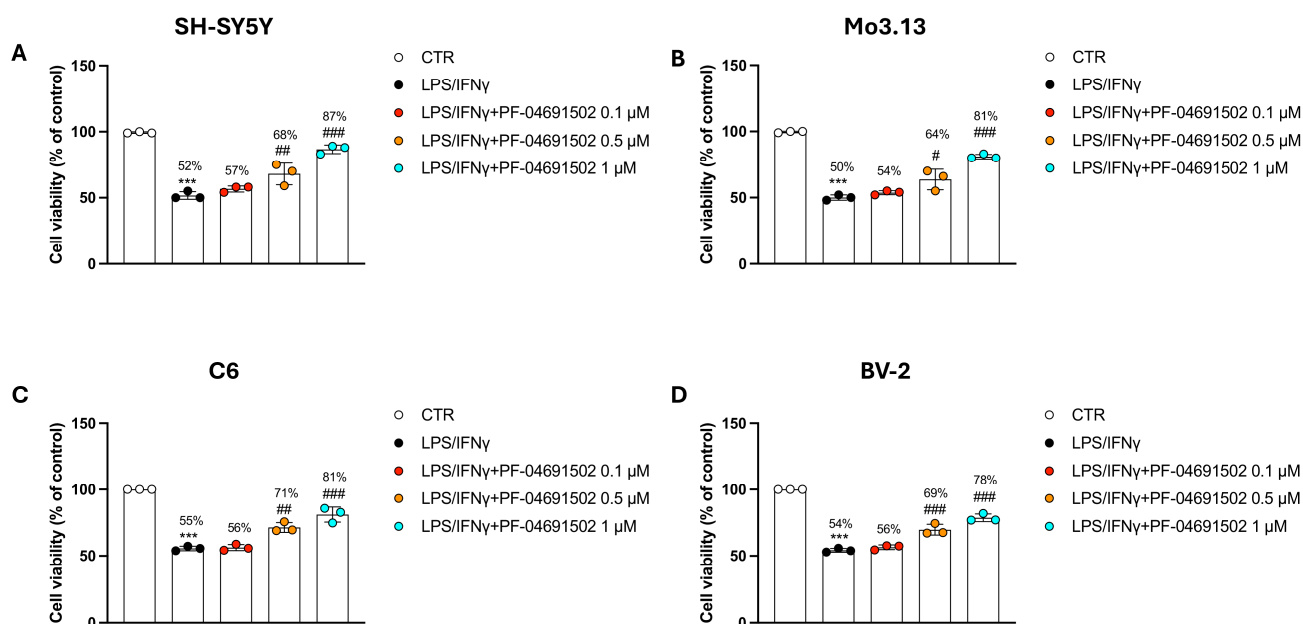 SH-SY5Y
A
Cell viability (% of control)
150
100
50
0
52%
***
57%
68%
##
87%
###
CTR
LPS/IFNγ
LPS/IFNγ+PF-04691502 0.1 µM
LPS/IFNγ+PF-04691502 0.5 µM
LPS/IFNγ+PF-04691502 1 µM
Mo3.13
B
Cell viability (% of control)
150
100
50
0
50%
***
54%
64%
#
81%
###
CTR
LPS/IFNγ
LPS/IFNγ+PF-04691502 0.1 µM
LPS/IFNγ+PF-04691502 0.5 µM
LPS/IFNγ+PF-04691502 1 µM
C6
C
Cell viability (% of control)
150
100
50
0
55%
***
56%
71%
##
81%
###
CTR
LPS/IFNγ
LPS/IFNγ+PF-04691502 0.1 µM
LPS/IFNγ+PF-04691502 0.5 µM
LPS/IFNγ+PF-04691502 1 µM
BV-2
D
Cell viability (% of control)
150
100
50
0
54%
***
56%
69%
###
78%
###
CTR
LPS/IFNγ
LPS/IFNγ+PF-04691502 0.1 µM
LPS/IFNγ+PF-04691502 0.5 µM
LPS/IFNγ+PF-04691502 1 µM